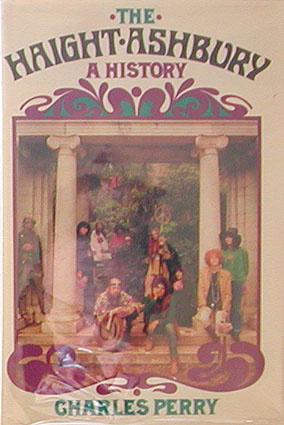 ·THE·
HAIGHT·ASHBURY
A HISTORY
CHARLES PERRY